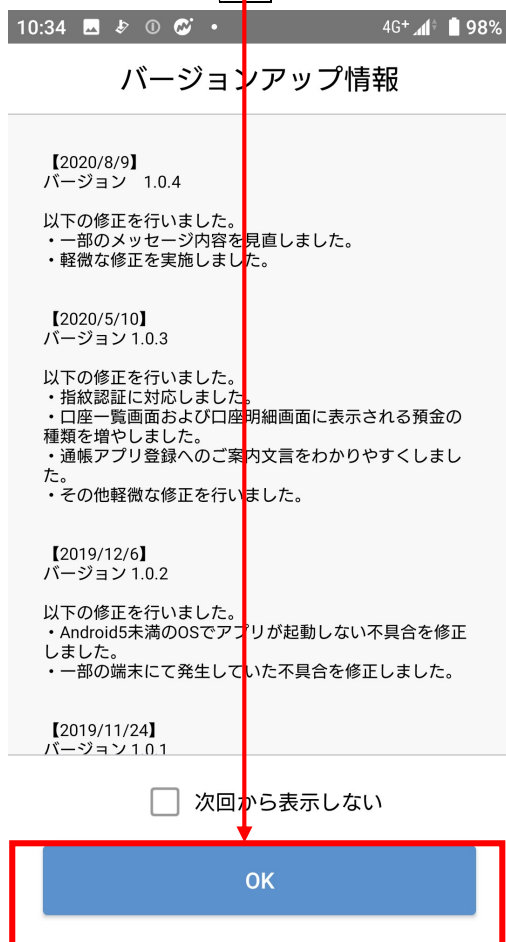 10:34
4G+ 98%
バージョンアップ情報
【2020/8/9】
バージョン　1.0.4
以下の修正を行いました。
・一部のメッセージ内容を見直しました。
・軽微な修正を実施しました。
【2020/5/10】
バージョン 1.0.3
以下の修正を行いました。
・指紋認証に対応しました。
・口座一覧画面および口座明細画面に表示される預金の
種類を増やしました。
・通帳アプリ登録へのご案内文言をわかりやすくしまし
た。
・その他軽微な修正を行いました。
【2019/12/6】
バージョン 1.0.2
以下の修正を行いました。
・Android5未満のOSでアプリが起動しない不具合を修正
しました。
・一部の端末にて発生していた不具合を修正しました。
【2019/11/24】
バージョン 1.0.1
次回から表示しない
OK